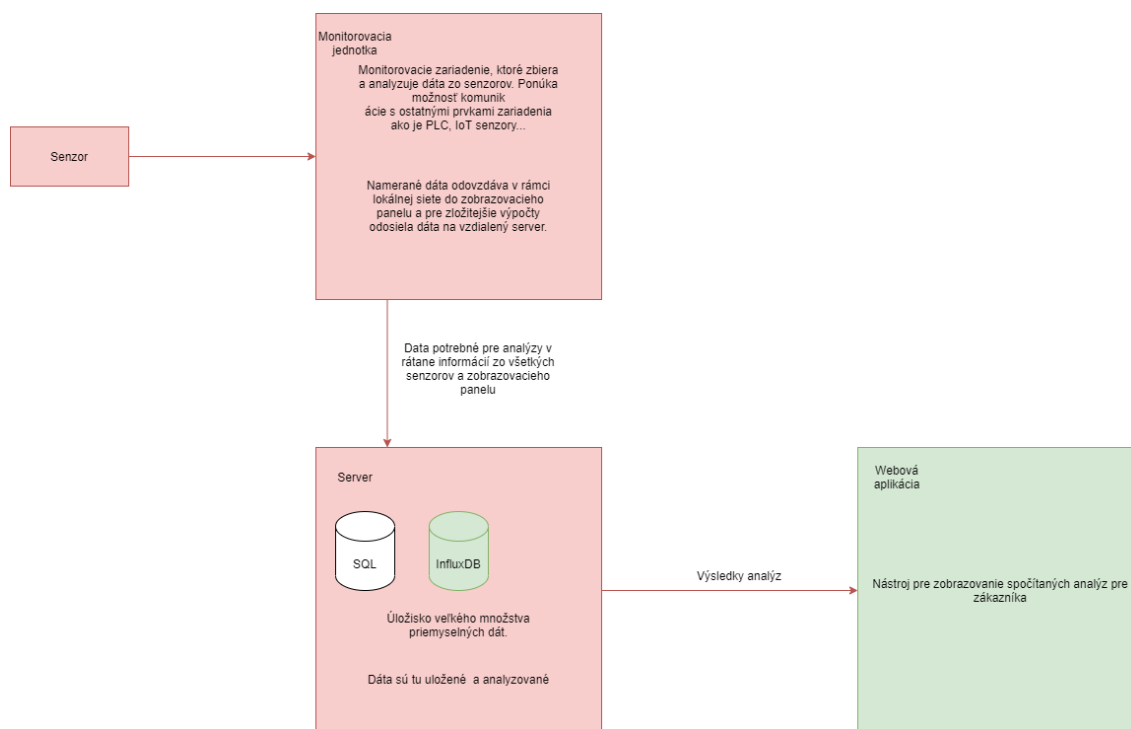 Monitorovacia
jednotka
Monitorovacie zariadenie, ktoré zbiera
a analyzuje dáta zo senzorov. Ponúka
možnosť komunik
ácie s ostatnými prvkami zariadenia
ako je PLC, IoT senzory...
Senzor
Namerané dáta odovzdáva v rámci
lokálnej siete do zobrazovacieho
panelu a pre zložitejšie výpočty
odosiela dáta na vzdialený server.
Data potrebné pre analýzy v
rátane informácií zo všetkých
senzorov a zobrazovacieho
panelu
Server
SQL
InfluxDB
Úložisko veľkého množstva
priemyselných dát.
Dáta sú tu uložené a analyzované
Výsledky analýz
Webová
aplikácia
Nástroj pre zobrazovanie spočítaných analýz pre
zákazníka